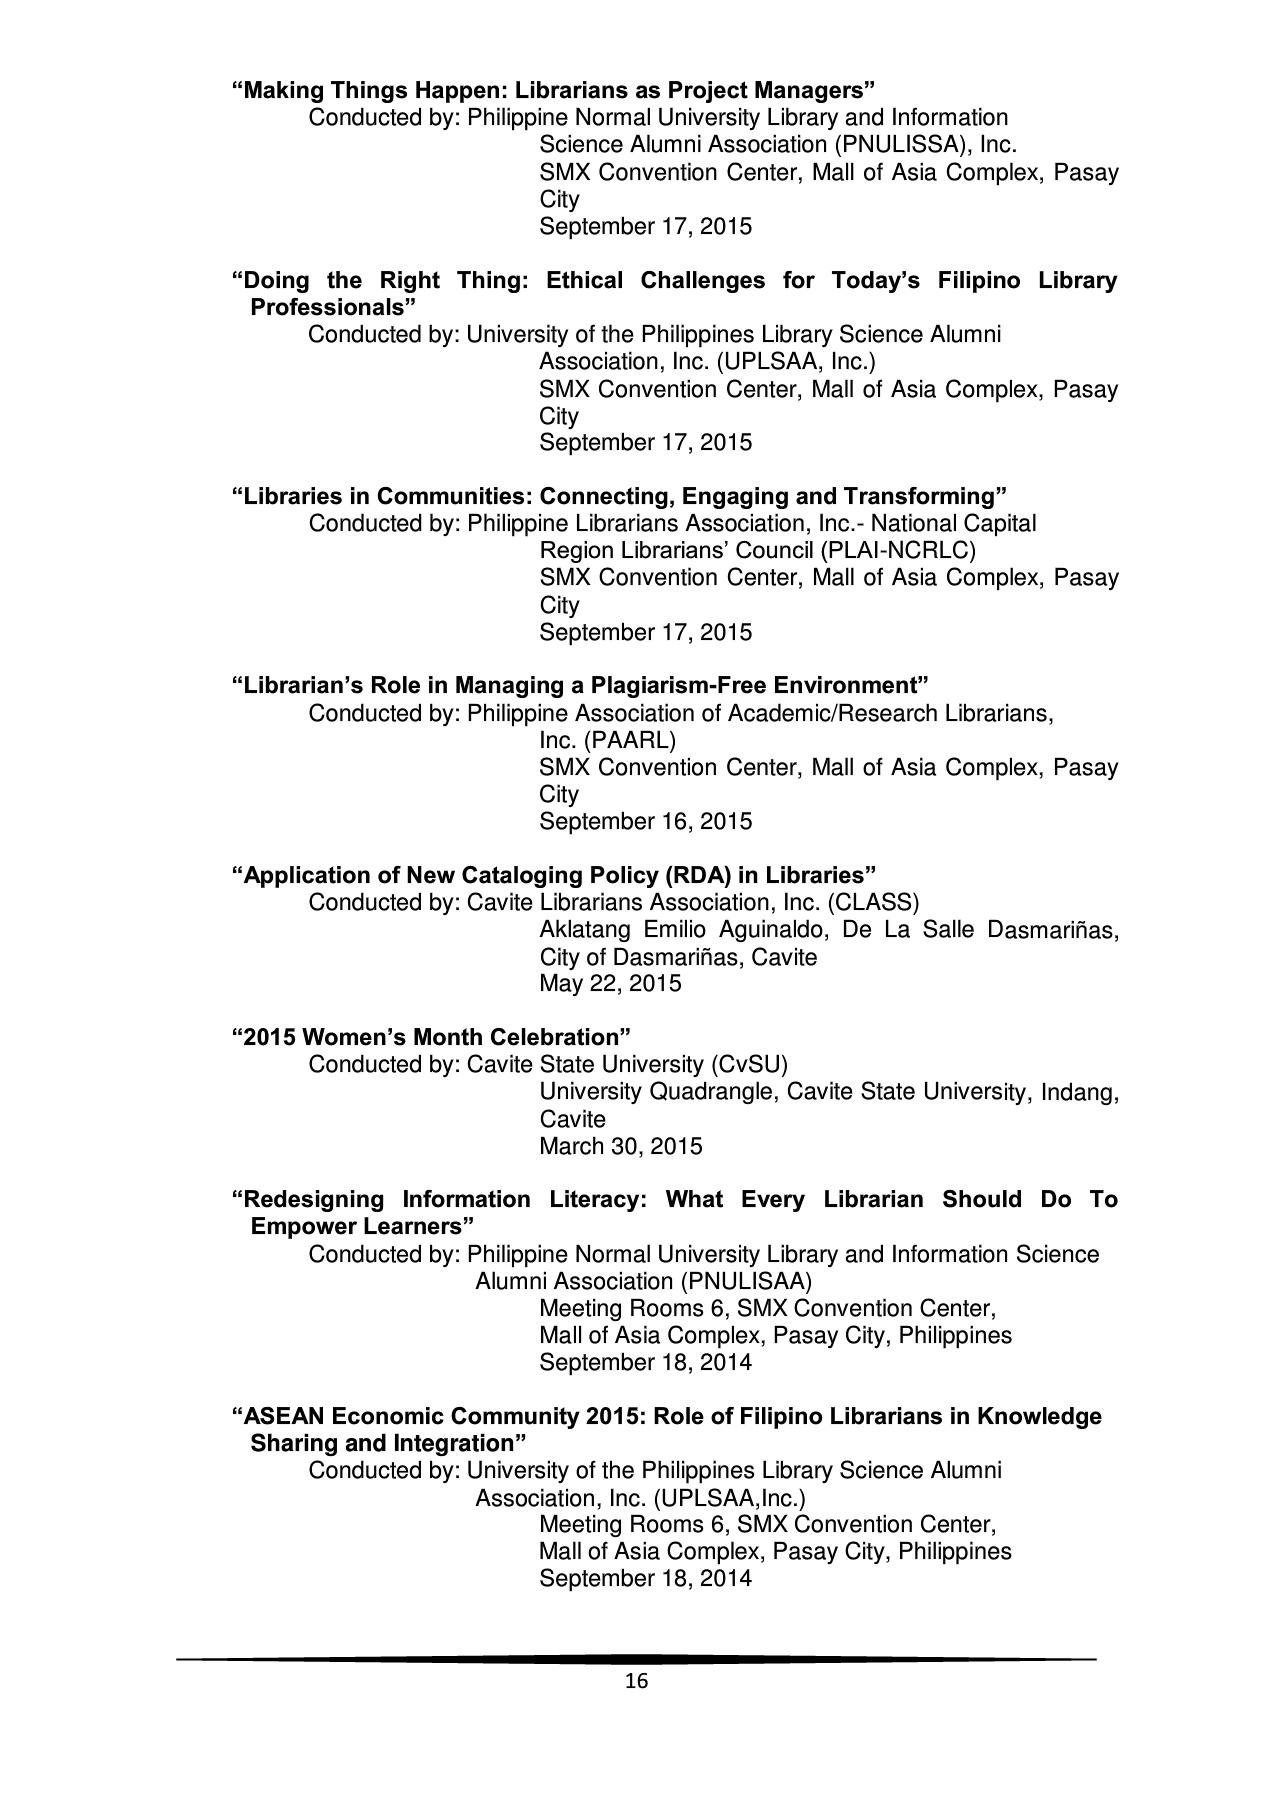 “Making Things Happen: Librarians as Project Managers”
Conducted by: Philippine Normal University Library and Information
Science Alumni Association (PNULISSA), Inc.
SMX Convention Center, Mall of Asia Complex, Pasay
City
September 17, 2015
“Doing the Right Thing: Ethical Challenges for Today’s Filipino Library
Professionals”
Conducted by: University of the Philippines Library Science Alumni
Association, Inc. (UPLSAA, Inc.)
SMX Convention Center, Mall of Asia Complex, Pasay
City
September 17, 2015
“Libraries in Communities: Connecting, Engaging and Transforming”
Conducted by: Philippine Librarians Association, Inc.- National Capital
Region Librarians’ Council (PLAI-NCRLC)
SMX Convention Center, Mall of Asia Complex, Pasay
City
September 17, 2015
“Librarian’s Role in Managing a Plagiarism-Free Environment”
Conducted by: Philippine Association of Academic/Research Librarians,
Inc. (PAARL)
SMX Convention Center, Mall of Asia Complex, Pasay
City
September 16, 2015
“Application of New Cataloging Policy (RDA) in Libraries”
Conducted by: Cavite Librarians Association, Inc. (CLASS)
Aklatang Emilio Aguinaldo, De La Salle Dasmariñas,
City of Dasmariñas, Cavite
May 22, 2015
“2015 Women’s Month Celebration”
Conducted by: Cavite State University (CvSU)
University Quadrangle, Cavite State University, Indang,
Cavite
March 30, 2015
“Redesigning Information Literacy: What Every Librarian Should Do To
Empower Learners”
Conducted by: Philippine Normal University Library and Information Science
Alumni Association (PNULISAA)
Meeting Rooms 6, SMX Convention Center,
Mall of Asia Complex, Pasay City, Philippines
September 18, 2014
“ASEAN Economic Community 2015: Role of Filipino Librarians in Knowledge
Sharing and Integration”
Conducted by: University of the Philippines Library Science Alumni
Association, Inc. (UPLSAA,Inc.)
Meeting Rooms 6, SMX Convention Center,
Mall of Asia Complex, Pasay City, Philippines
September 18, 2014
16